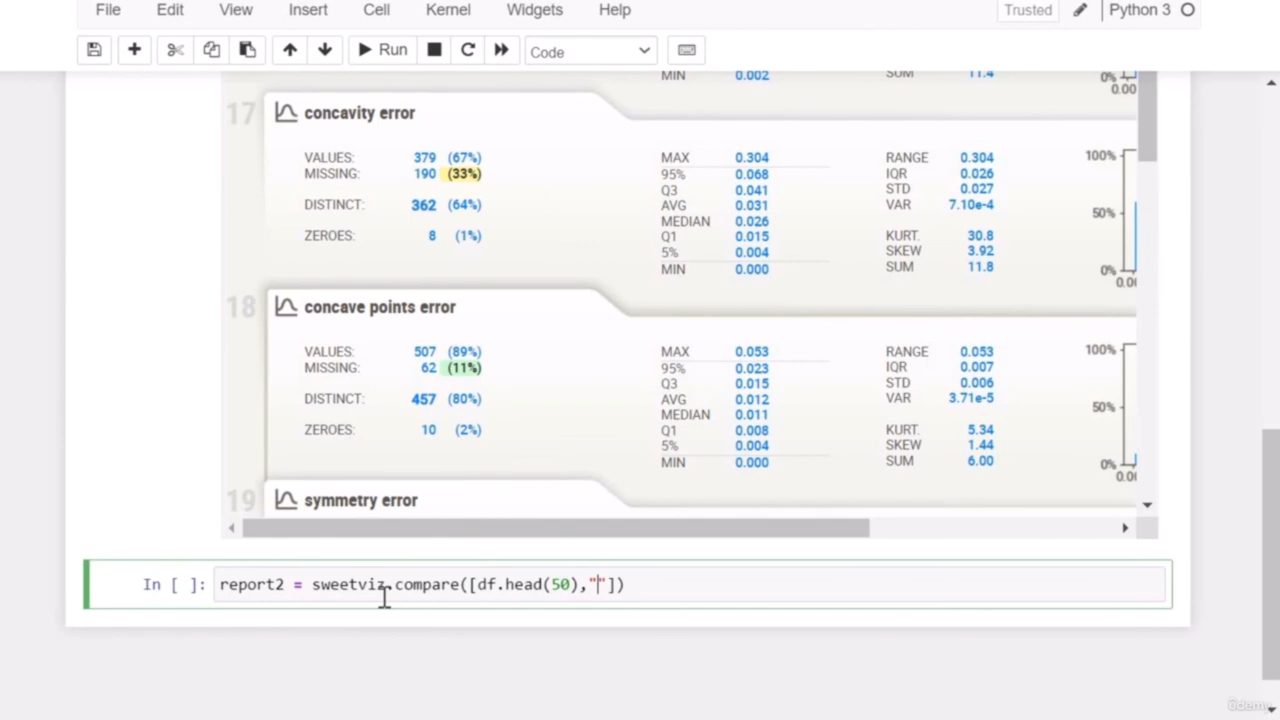 File Edit View Insert Cell Kernel Widgets Help Trusted Python 3
Run Code
MIN 0.002 SUM 11.4 0% 0.00
17 concavity error
VALUES: 379 (67%) MAX 0.304 RANGE 0.304 100%
MISSING: 190 (33%) 95% 0.068 IQR 0.026
Q3 0.041 STD 0.027
DISTINCT: 362 (64%) AVG 0.031 VAR 7.10e-4
MEDIAN 0.026 50%
ZEROES: 8 (1%) Q1 0.015 KURT. 30.8
5% 0.004 SKEW 3.92
MIN 0.000 SUM 11.8 0%
0.00
18 concave points error
VALUES: 507 (89%) MAX 0.053 RANGE 0.053 100%
MISSING: 62 (11%) 95% 0.023 IQR 0.007
Q3 0.015 STD 0.006
DISTINCT: 457 (80%) AVG 0.012 VAR 3.71e-5
MEDIAN 0.011 50%
ZEROES: 10 (2%) Q1 0.008 KURT. 5.34
5% 0.004 SKEW 1.44
MIN 0.000 SUM 6.00 0%
0.00
19 symmetry error
In [ ]: report2 = sweetviz.compare([df.head(50),""])
Udemy